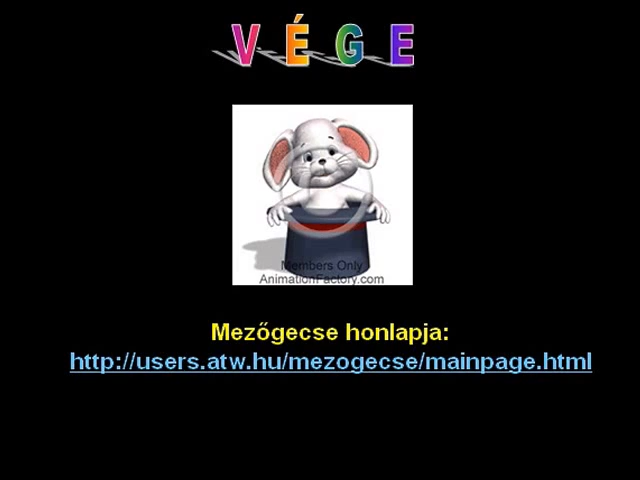 VÉGE
Members Only
AnimationFactory.com
Mezőgecse honlapja:
http://users.atw.hu/mezogecse/mainpage.html